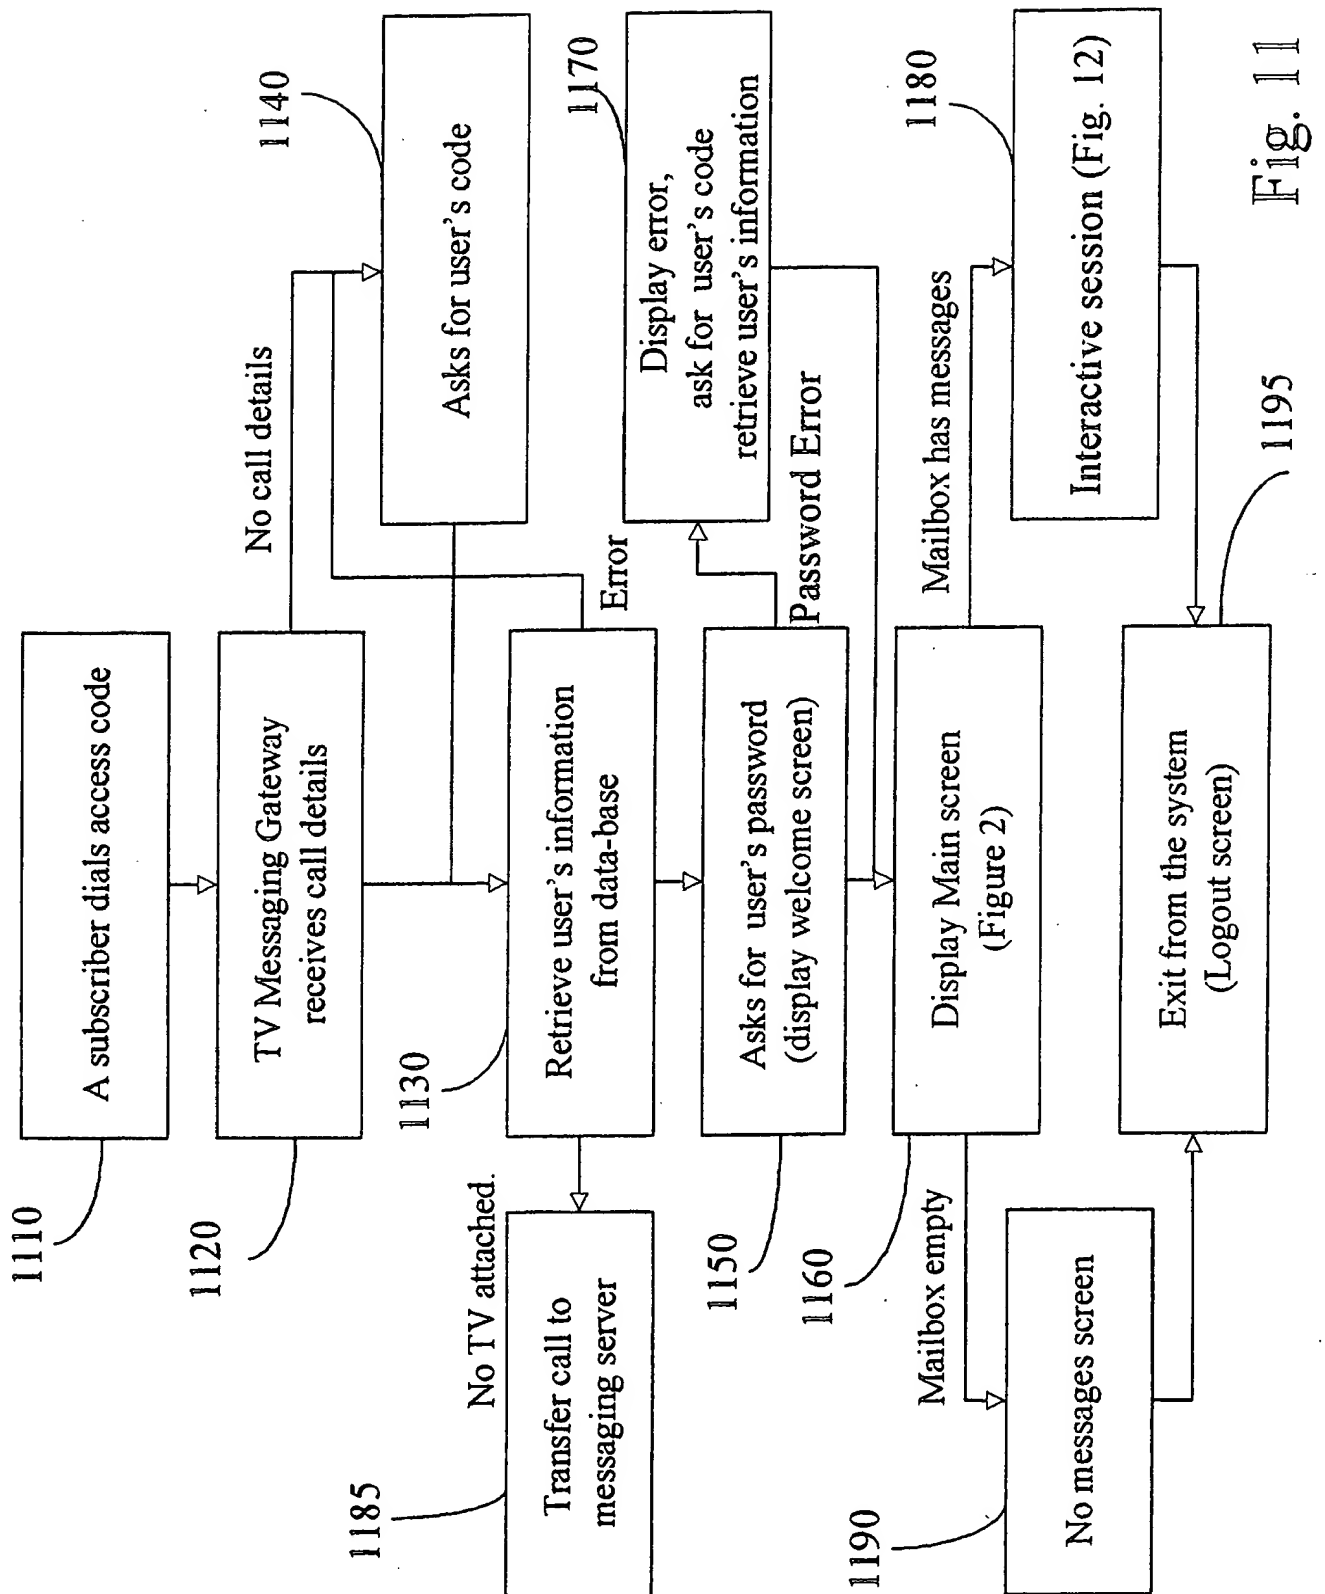 1110
A subscriber dials access code
1120
TV Messaging Gateway
receives call details
No call details
1140
Asks for user's code
1130
Retrieve user's information
from data-base
Error
No TV attached.
1185
Transfer call to
messaging server
1150
Asks for user's password
(display welcome screen)
Password Error
1170
Display error,
ask for user's code
retrieve user's information
1160
Display Main screen
(Figure 2)
Mailbox empty
Mailbox has messages
1180
Interactive session (Fig. 12)
1190
No messages screen
Exit from the system
(Logout screen)
1195
Fig. 11